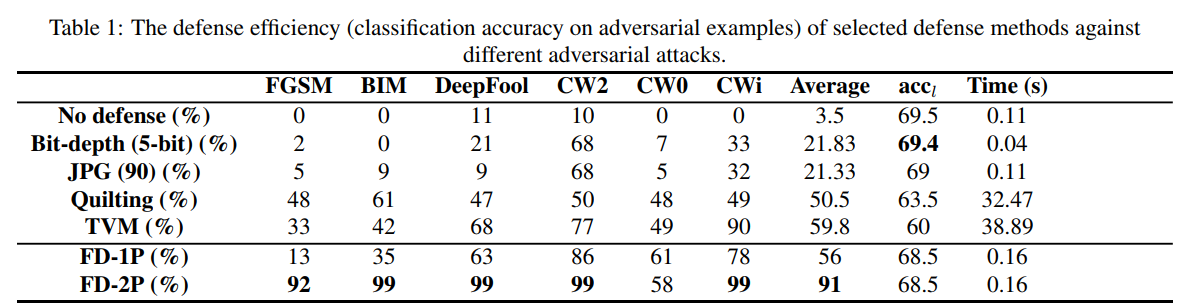 Table 1: The defense efficiency (classification accuracy on adversarial examples) of selected defense methods against
different adversarial attacks.
FGSM BIM DeepFool CW2 CW0 CWi Average accₗ Time (s)
No defense (%) 0 0 11 10 0 0 3.5 69.5 0.11
Bit-depth (5-bit) (%) 2 0 21 68 7 33 21.83 69.4 0.04
JPG (90) (%) 5 9 9 68 5 32 21.33 69 0.11
Quilting (%) 48 61 47 50 48 49 50.5 63.5 32.47
TVM (%) 33 42 68 77 49 90 59.8 60 38.89
FD-1P (%) 13 35 63 86 61 78 56 68.5 0.16
FD-2P (%) 92 99 99 99 58 99 91 68.5 0.16